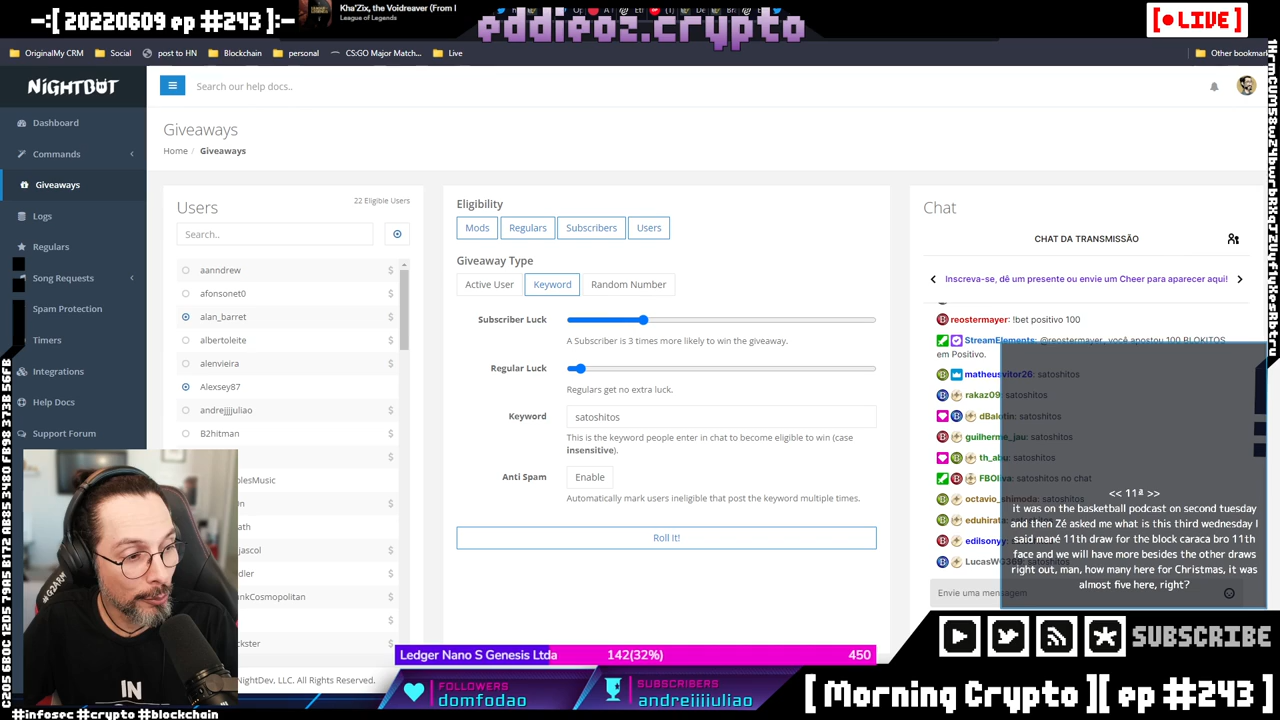 ~:[ 20220609 ep #243 ]:~
Kha'Zix, the Voidreaver (From l
League of Legends
eddieoz.crypto
[ ● LIVE ]
OriginalMy CRM
Social
post to HN
Blockchain
personal
CS:GO Major Match...
Live
Other bookmar
NiGHTBOT
Search our help docs..
Dashboard
Commands
Giveaways
Logs
Regulars
Song Requests
Spam Protection
Timers
Integrations
Help Docs
Support Forum
Giveaways
Home / Giveaways
Users
22 Eligible Users
Search..
aanndrew $
afonsonet0 $
alan_barret $
albertoleite $
alenvieira $
Alexsey87 $
andrejjjjuliao $
B2hitman $
NightDev, LLC. All Rights Reserved.
Eligibility
Mods
Regulars
Subscribers
Users
Giveaway Type
Active User
Keyword
Random Number
Subscriber Luck
A Subscriber is 3 times more likely to win the giveaway.
Regular Luck
Regulars get no extra luck.
Keyword
satoshitos
This is the keyword people enter in chat to become eligible to win (case
insensitive).
Anti Spam
Enable
Automatically mark users ineligible that post the keyword multiple times.
Roll It!
Chat
CHAT DA TRANSMISSÃO
Inscreva-se, dê um presente ou envie um Cheer para aparecer aqui!
reostermayer: !bet positivo 100
StreamElements: @reostermayer, você apostou 100 BLOKITOS
em Positivo.
matheusvitor26: satoshitos
rakaz09: satoshitos
dBalotin: satoshitos
guilherme_jau: satoshitos
th_abu: satoshitos
FBOliva: satoshitos no chat
octavio_shimoda: satoshitos
eduhirata: satoshitos
edilsonyy: satoshitos
Envie uma mensagem
<< 11ª >>
it was on the basketball podcast on second tuesday
and then Zé asked me what is this third wednesday I
said mané 11th draw for the block caraca bro 11th
face and we will have more besides the other draws
right out, man, how many here for Christmas, it was
almost five here, right?
SUBSCRIBE
Ledger Nano S Genesis Ltda
142(32%)
450
FOLLOWERS
domfodao
SUBSCRIBERS
andrejjjjuliao
[ Morning Crypto ][ ep #243 ]
IN
#infosec #crypto #blockchain